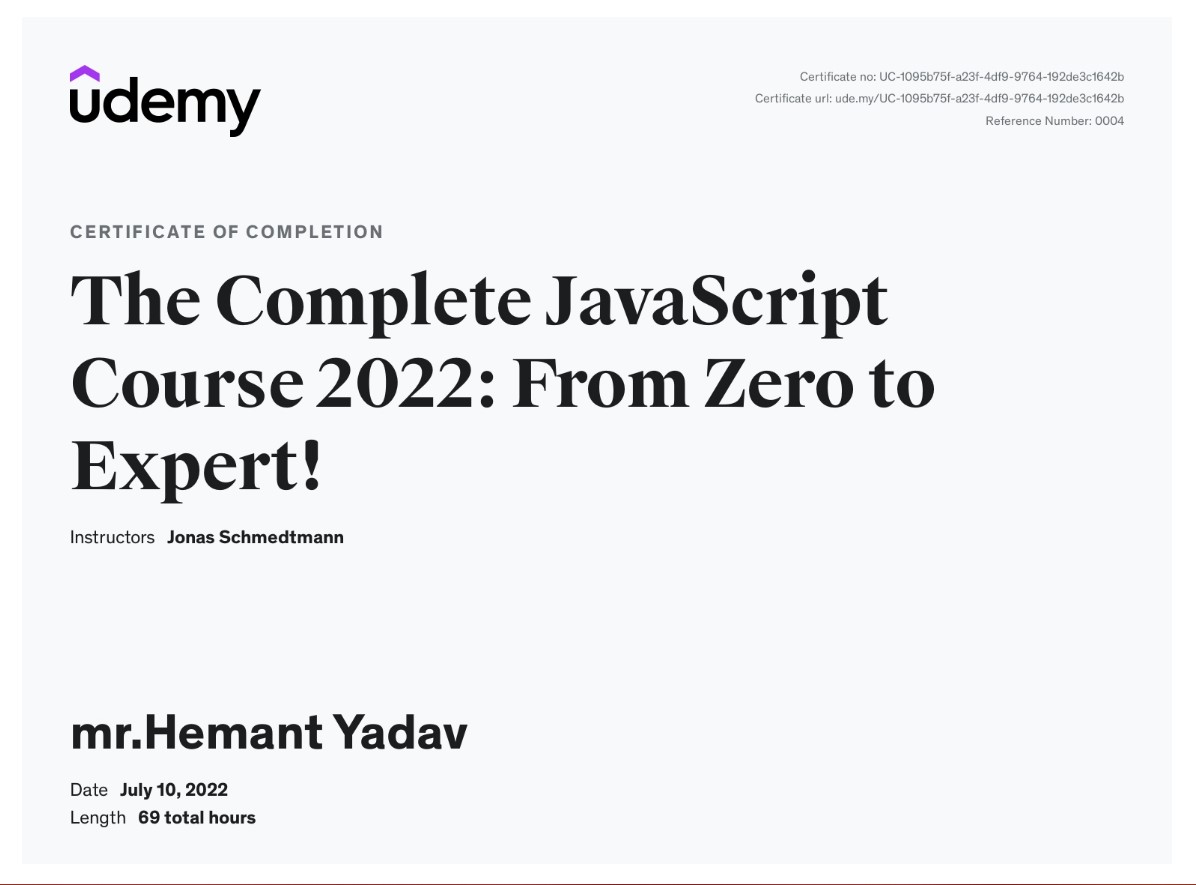 udemy
Certificate no: UC-1095b75f-a23f-4df9-9764-192de3c1642b
Certificate url: ude.my/UC-1095b75f-a23f-4df9-9764-192de3c1642b
Reference Number: 0004
CERTIFICATE OF COMPLETION
The Complete JavaScript
Course 2022: From Zero to
Expert!
Instructors Jonas Schmedtmann
mr.Hemant Yadav
Date July 10, 2022
Length 69 total hours